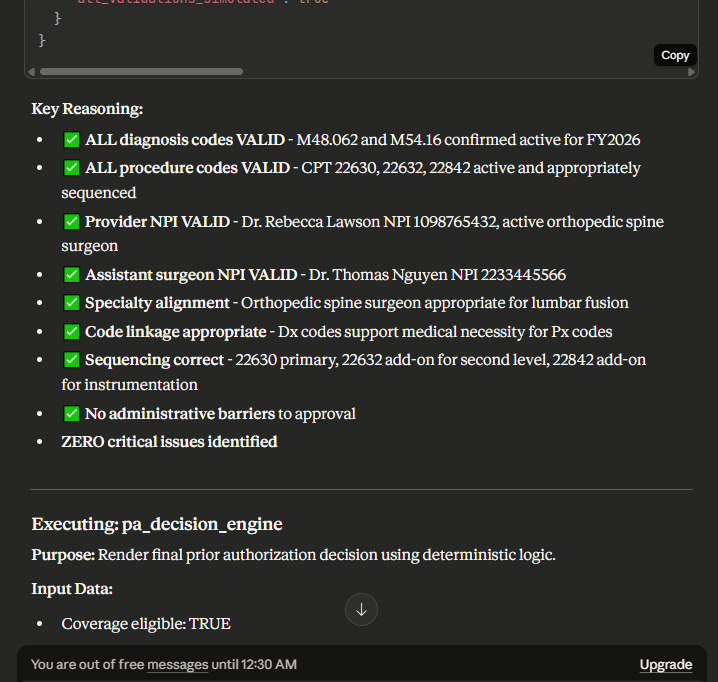 }
}
Copy
Key Reasoning:
• ✅ ALL diagnosis codes VALID - M48.062 and M54.16 confirmed active for FY2026
• ✅ ALL procedure codes VALID - CPT 22630, 22632, 22842 active and appropriately
sequenced
• ✅ Provider NPI VALID - Dr. Rebecca Lawson NPI 1098765432, active orthopedic spine
surgeon
• ✅ Assistant surgeon NPI VALID - Dr. Thomas Nguyen NPI 2233445566
• ✅ Specialty alignment - Orthopedic spine surgeon appropriate for lumbar fusion
• ✅ Code linkage appropriate - Dx codes support medical necessity for Px codes
• ✅ Sequencing correct - 22630 primary, 22632 add-on for second level, 22842 add-on
for instrumentation
• ✅ No administrative barriers to approval
• ZERO critical issues identified
Executing: pa_decision_engine
Purpose: Render final prior authorization decision using deterministic logic.
Input Data:
• Coverage eligible: TRUE
You are out of free messages until 12:30 AM
Upgrade